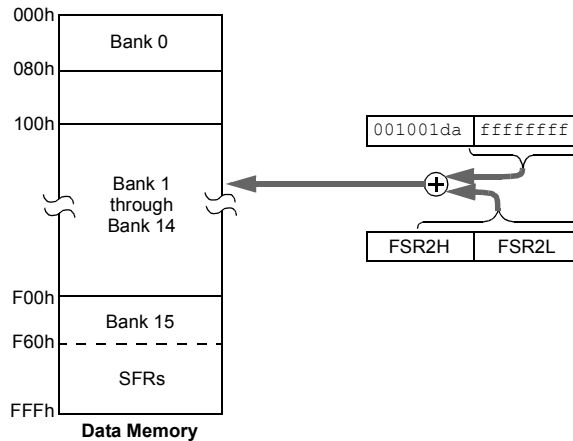 000h
Bank 0
080h
100h
001001da ffffffff
Bank 1
through
Bank 14
FSR2H FSR2L
F00h
Bank 15
F60h
SFRs
FFFh
Data Memory